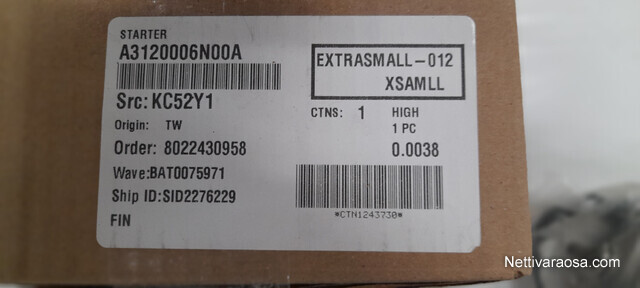 STARTER
A3120006N00A
EXTRASMALL-012
XSAMLL
Src: KC52Y1
CTNS: 1 HIGH
Origin: TW
1 PC
Order: 8022430958
0.0038
Wave:BAT0075971
Ship ID:SID2276229
*CTN1243730*
FIN
Nettivaraosa.com